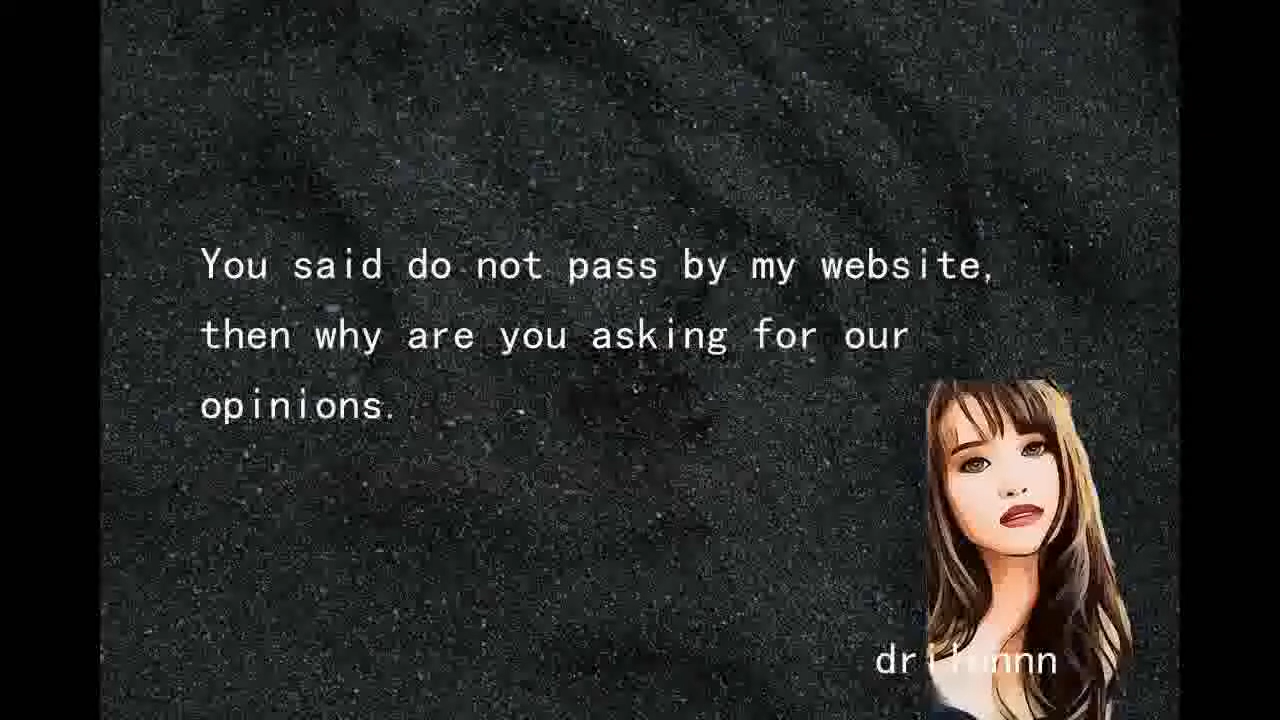 You said do not pass by my website,
then why are you asking for our
opinions.